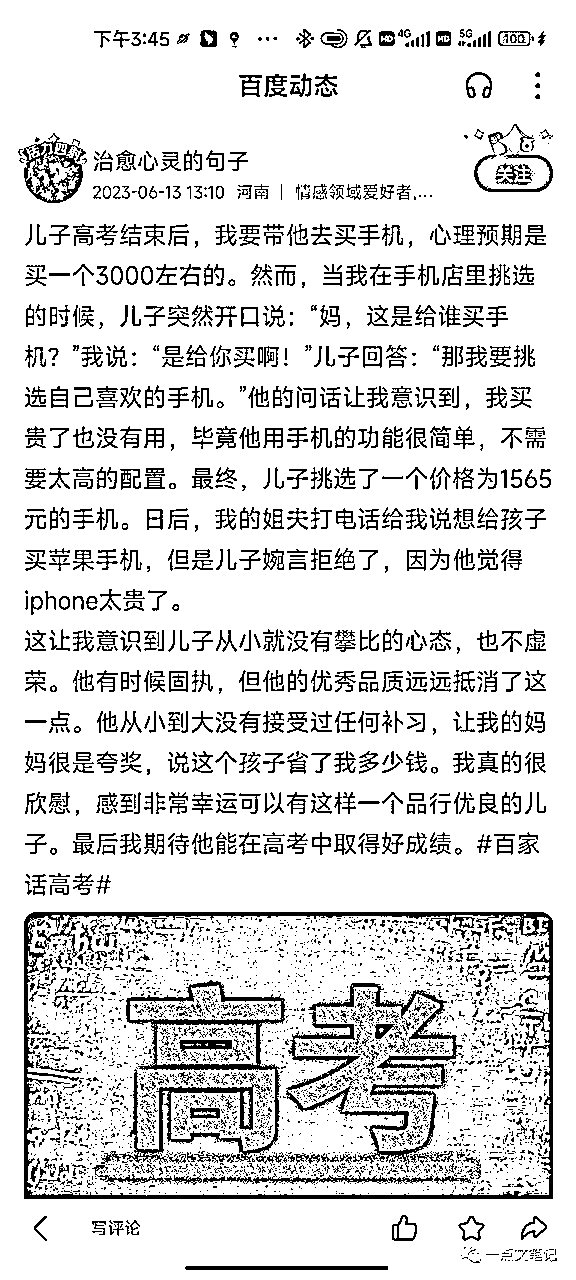 下午3:45
4G
5G
100
百度动态
活力四射
治愈心灵的句子
关注
2023-06-13 13:10 河南 | 情感领域爱好者,...
儿子高考结束后，我要带他去买手机，心理预期是
买一个3000左右的。然而，当我在手机店里挑选
的时候，儿子突然开口说：“妈，这是给谁买手
机？”我说：“是给你买啊！”儿子回答：“那我要挑
选自己喜欢的手机。”他的问话让我意识到，我买
贵了也没有用，毕竟他用手机的功能很简单，不需
要太高的配置。最终，儿子挑选了一个价格为1565
元的手机。日后，我的姐夫打电话给我说想给孩子
买苹果手机，但是儿子婉言拒绝了，因为他觉得
iphone太贵了。
这让我意识到儿子从小就没有攀比的心态，也不虚
荣。他有时候固执，但他的优秀品质远远抵消了这
一点。他从小到大没有接受过任何补习，让我的妈
妈很是夸奖，说这个孩子省了我多少钱。我真的很
欣慰，感到非常幸运可以有这样一个品行优良的儿
子。最后我期待他能在高考中取得好成绩。#百家
话高考#
高考
写评论
一点文笔记